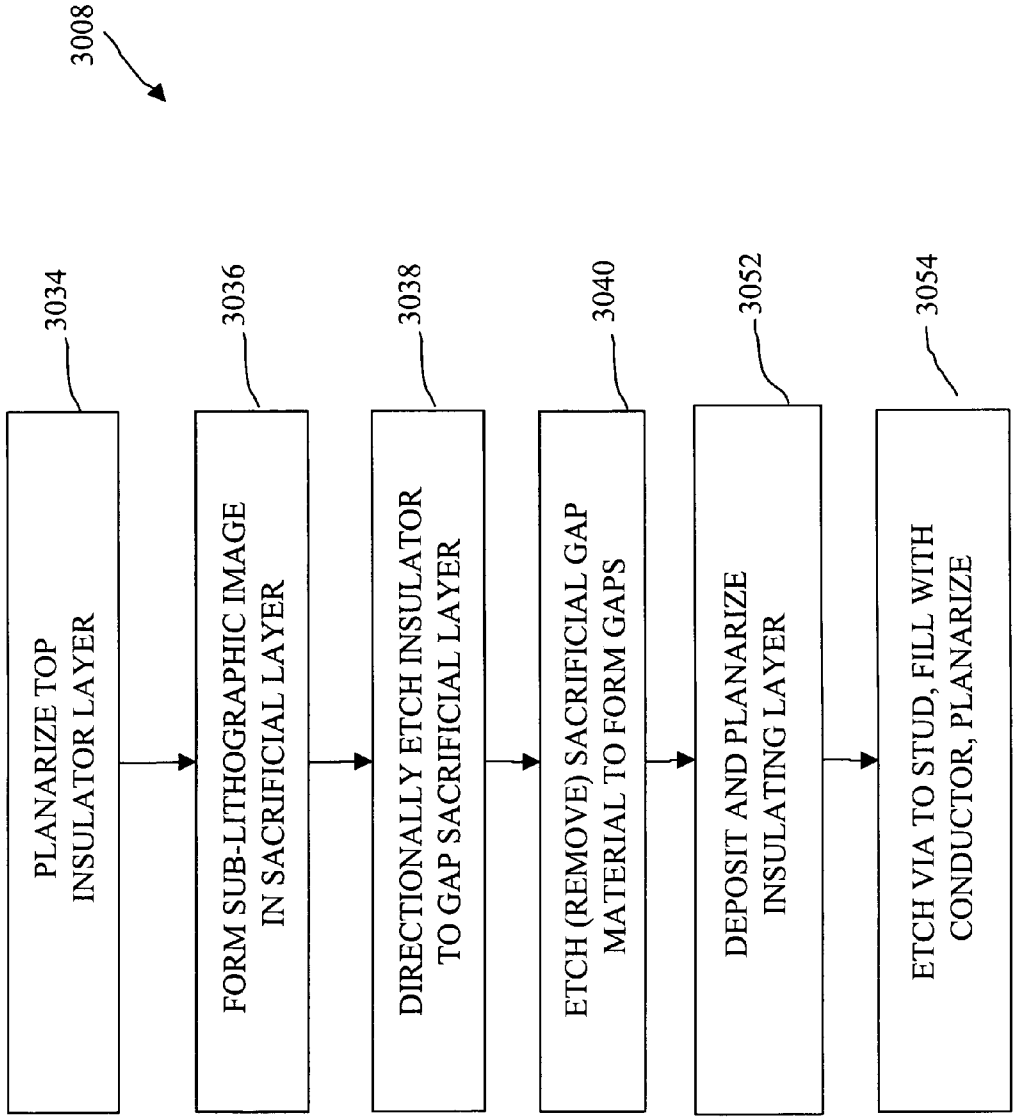 3008
PLANARIZE TOP
INSULATOR LAYER
3034
FORM SUB-LITHOGRAPHIC IMAGE
IN SACRIFICIAL LAYER
3036
DIRECTIONALLY ETCH INSULATOR
TO GAP SACRIFICIAL LAYER
3038
ETCH (REMOVE) SACRIFICIAL GAP
MATERIAL TO FORM GAPS
3040
DEPOSIT AND PLANARIZE
INSULATING LAYER
3052
ETCH VIA TO STUD, FILL WITH
CONDUCTOR, PLANARIZE
3054